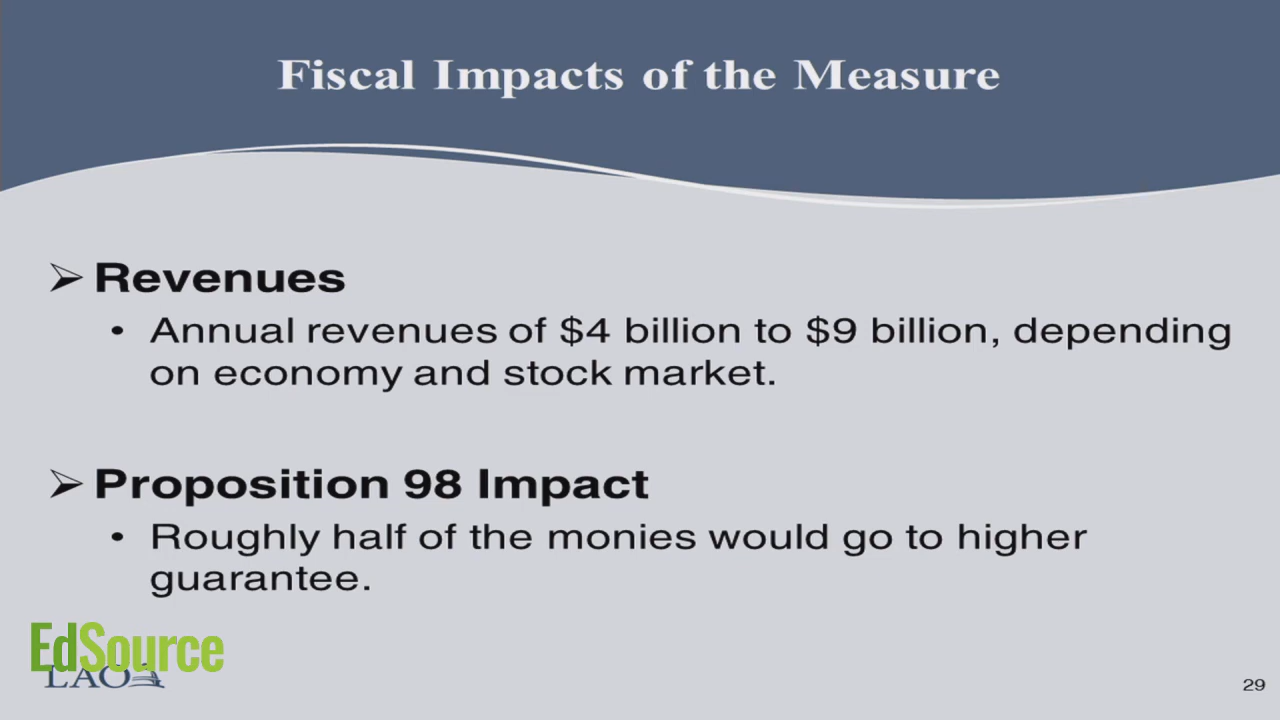 Fiscal Impacts of the Measure
➢ Revenues
• Annual revenues of $4 billion to $9 billion, depending
on economy and stock market.
➢ Proposition 98 Impact
• Roughly half of the monies would go to higher
guarantee.
EdSource
LAO
29